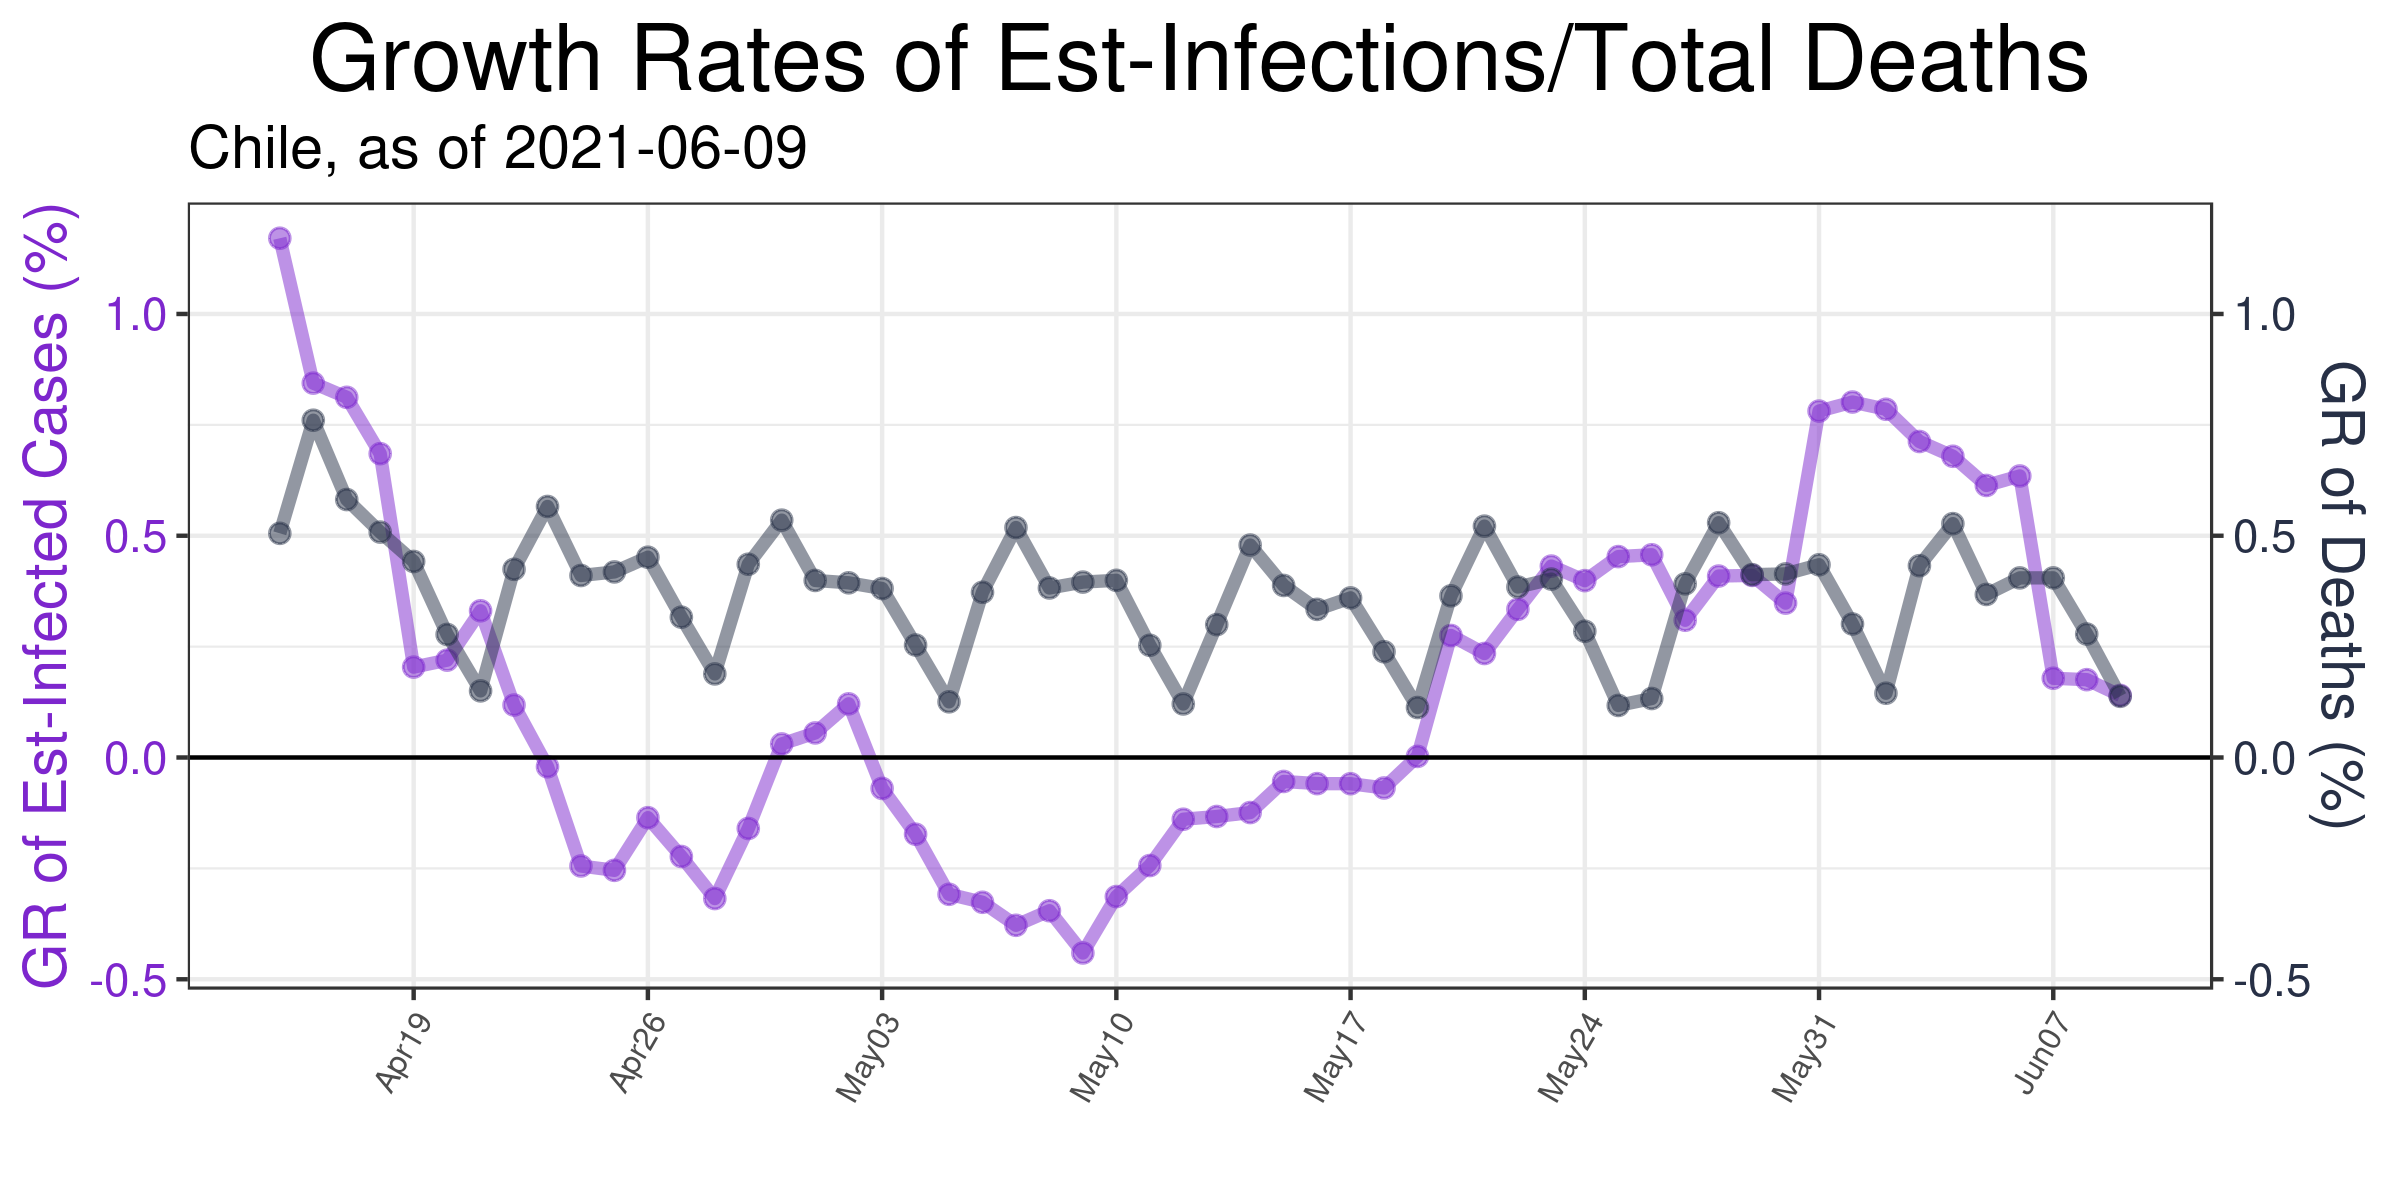 Growth Rates of Est-Infections/Total Deaths
Chile, as of 2021-06-09
GR of Est-Infected Cases (%)
1.0
0.5
0.0
-0.5
1.0
0.5
0.0
-0.5
GR of Deaths (%)
Apr19
Apr26
May03
May10
May17
May24
May31
Jun07